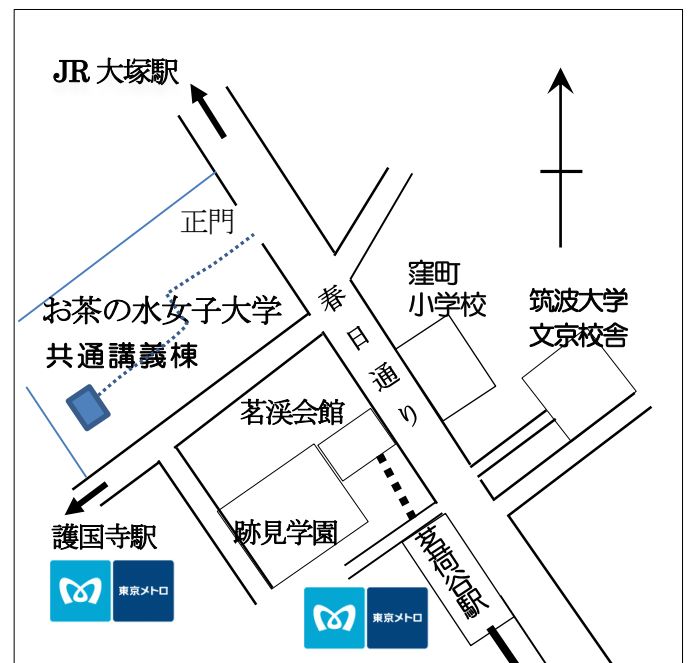 JR 大塚駅
正門
窪町
小学校
筑波大学
文京校舎
お茶の水女子大学
共通講義棟
春日通り
茗渓会館
跡見学園
護国寺駅
東京メトロ
茗荷谷駅
東京メトロ